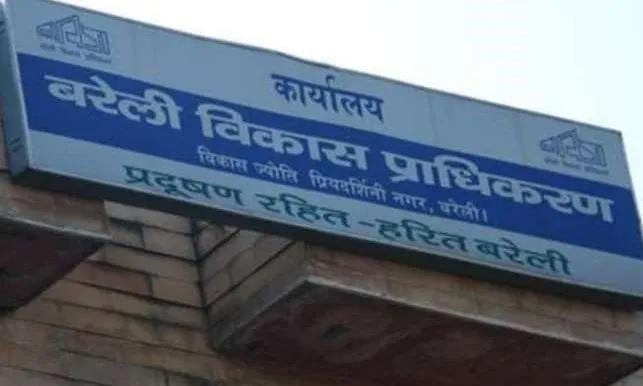 कार्यालय
बरेली विकास प्राधिकरण
विकास ज्योति प्रियदर्शिनी नगर, बरेली।
प्रदूषण रहित-हरित बरेली